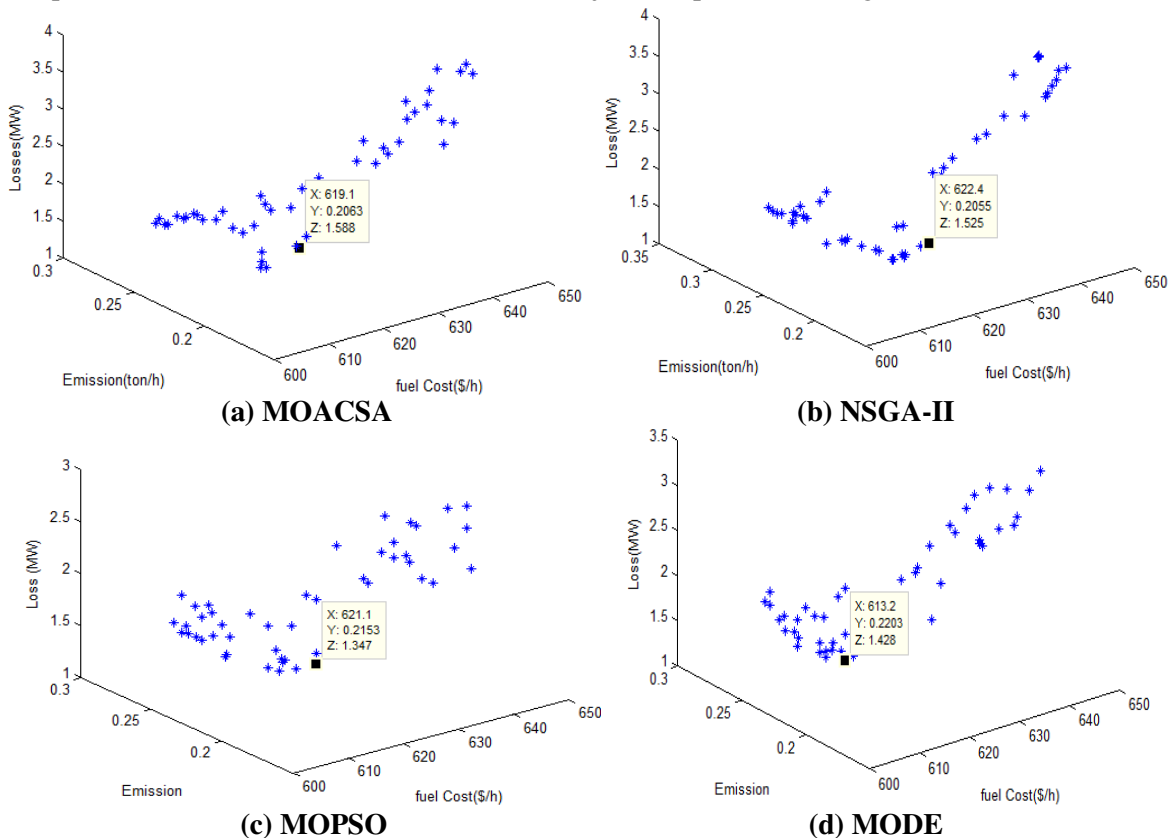 4
3.5
3
2.5
2
1.5
1
Losses(MW)
0.3
0.25
0.2
Emission(ton/h)
600
610
620
630
640
650
fuel Cost($/h)
X: 619.1
Y: 0.2063
Z: 1.588
(a) MOACSA
4
3.5
3
2.5
2
1.5
1
Loss(MW)
0.35
0.3
0.25
0.2
Emission(ton/h)
600
610
620
630
640
650
fuel Cost($/h)
X: 622.4
Y: 0.2055
Z: 1.525
(b) NSGA-II
3
2.5
2
1.5
1
Loss (MW)
0.3
0.25
0.2
Emission
600
610
620
630
640
650
fuel Cost($/h)
X: 621.1
Y: 0.2153
Z: 1.347
(c) MOPSO
3.5
3
2.5
2
1.5
1
Loss(MW)
0.3
0.25
0.2
Emission
600
610
620
630
640
650
fuel Cost($/h)
X: 613.2
Y: 0.2203
Z: 1.428
(d) MODE